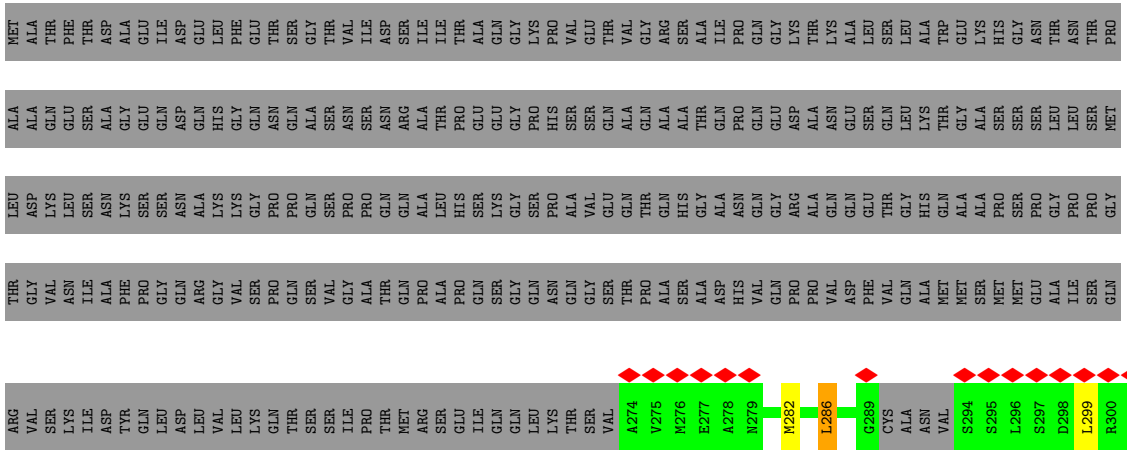 MET ALA THR PHE THR ASP ALA GLU ILE ASP GLU LEU PHE GLU THR SER GLY THR VAL ILE ASP SER ILE ILE THR ALA GLN GLY LYS PRO VAL GLU THR VAL GLY ARG SER ALA ILE PRO GLN GLY LYS THR LYS ALA LEU SER LEU ALA TRP GLU LYS HIS GLY ASN THR ASN THR PRO
ALA ALA GLN GLU SER ALA GLY GLU GLN ASP GLN HIS GLY GLN ASN GLN ALA SER ASN SER ASN ARG ALA THR PRO GLU GLU GLY PRO HIS SER SER GLN ALA GLN ALA ALA THR GLN PRO GLN GLU ASP ALA ASN GLU SER GLN LEU LYS THR GLY ALA SER SER SER LEU LEU SER MET
LEU ASP LYS LEU SER ASN LYS SER SER ASN ALA LYS LYS GLY PRO PRO GLN SER PRO PRO GLN GLN ALA LEU HIS SER LYS GLY SER PRO ALA VAL GLU GLN THR GLN HIS GLY ALA ASN GLN GLY ARG ALA GLN GLN GLU THR GLY HIS GLN ALA ALA PRO SER PRO GLY PRO PRO GLY
THR GLY VAL ASN ILE ALA PHE PRO GLY GLN ARG GLY VAL SER PRO GLN SER VAL GLY ALA THR GLN PRO ALA PRO GLN SER GLY GLN ASN GLN GLY SER THR PRO ALA SER ALA ASP HIS VAL GLN PRO PRO VAL ASP PHE VAL GLN ALA MET MET SER MET MET GLU ALA ILE SER GLN
ARG VAL SER LYS ILE ASP TYR GLN LEU ASP LEU VAL LEU LYS GLN THR SER SER ILE PRO THR MET ARG SER GLU ILE GLN GLN LEU LYS THR SER VAL A274 V275 M276 E277 A278 N279 M282 L286 G289 CYS ALA ASN VAL S294 S295 L296 S297 D298 L299 R300